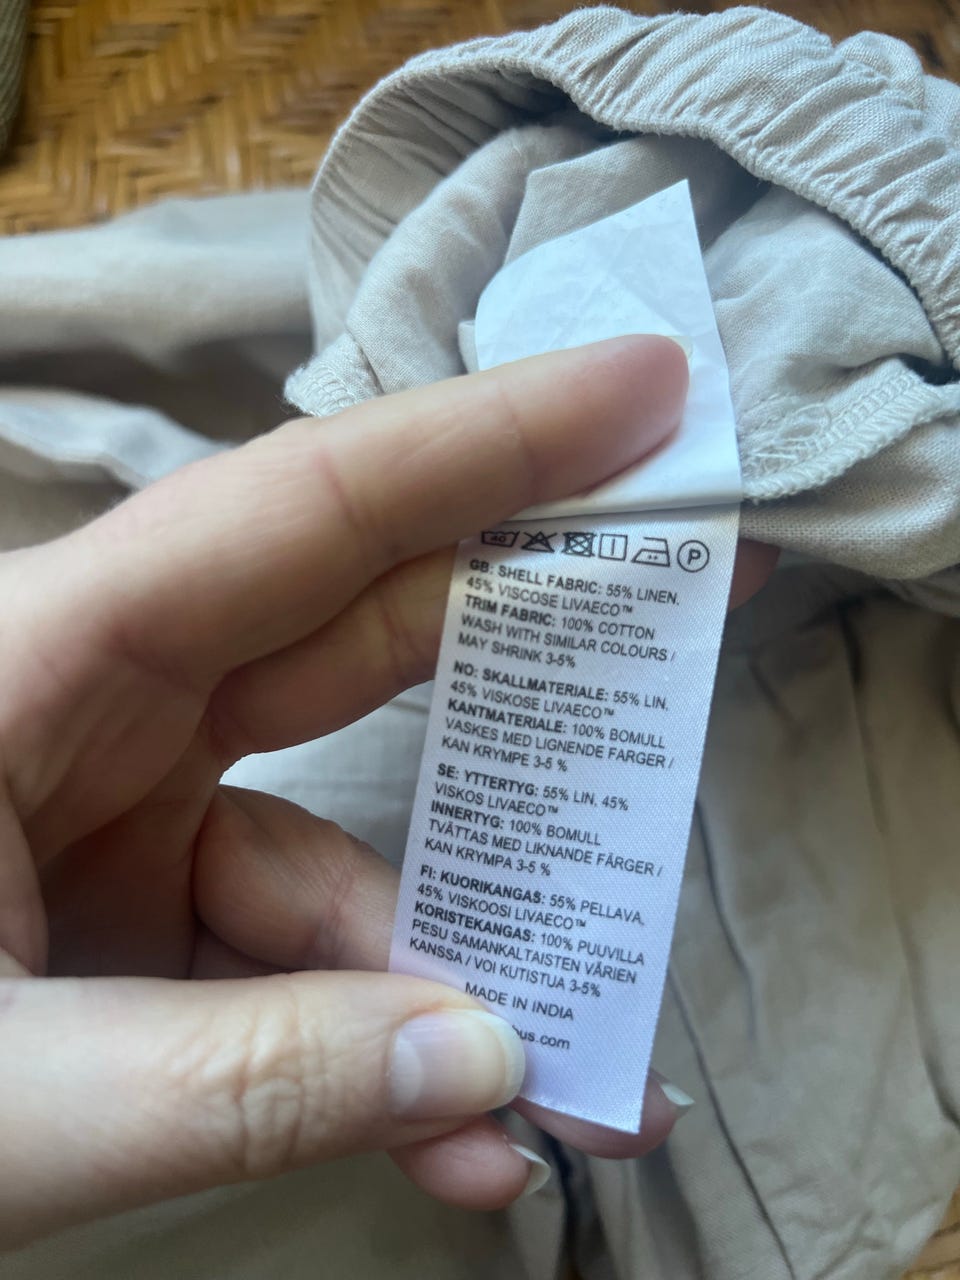 40 P
GB: SHELL FABRIC: 55% LINEN.
45% VISCOSE LIVAECO™
TRIM FABRIC: 100% COTTON
WASH WITH SIMILAR COLOURS /
MAY SHRINK 3-5%
NO: SKALLMATERIALE: 55% LIN.
45% VISKOSE LIVAECO™
KANTMATERIALE: 100% BOMULL
VASKES MED LIGNENDE FARGER /
KAN KRYMPE 3-5 %
SE: YTTERTYG: 55% LIN. 45%
VISKOS LIVAECO™
INNERTYG: 100% BOMULL
TVÄTTAS MED LIKNANDE FÄRGER /
KAN KRYMPA 3-5 %
FI: KUORIKANGAS: 55% PELLAVA.
45% VISKOOSI LIVAECO™
KORISTEKANGAS: 100% PUUVILLA
PESU SAMANKALTAISTEN VÄRIEN
KANSSA / VOI KUTISTUA 3-5%
MADE IN INDIA
us.com